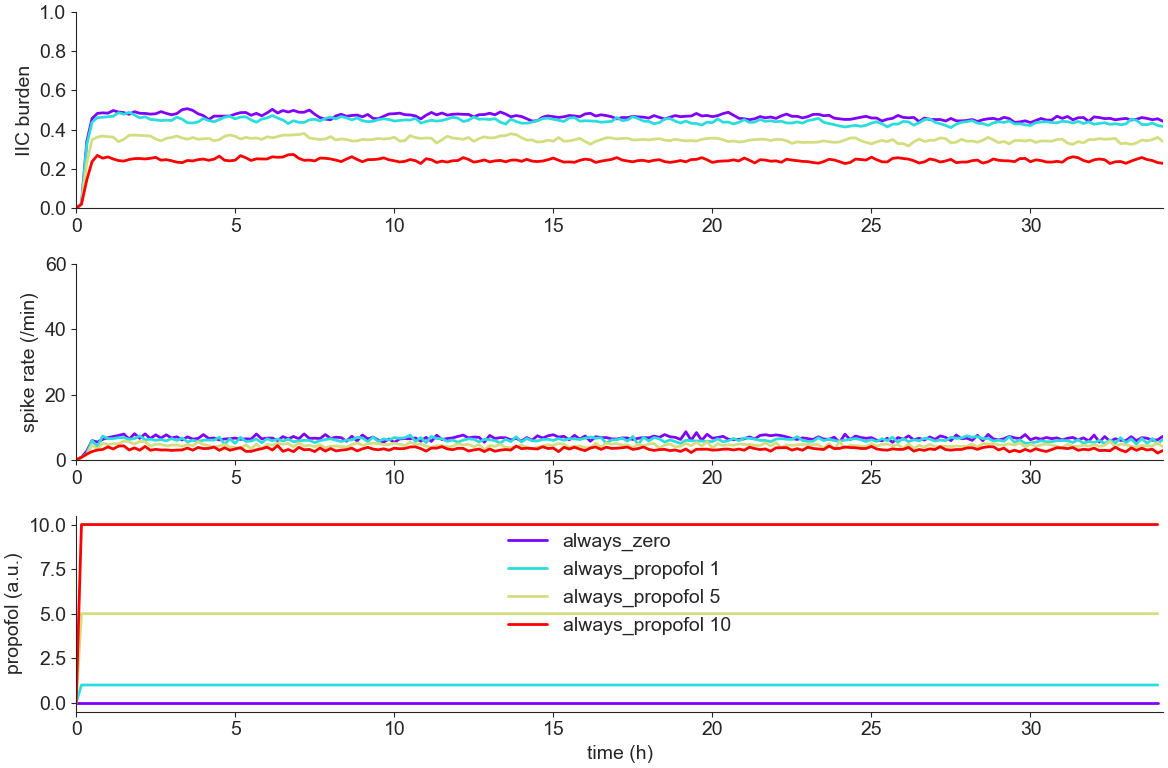 IIC burden
1.0
0.8
0.6
0.4
0.2
0.0
0 5 10 15 20 25 30
spike rate (/min)
60
40
20
0
0 5 10 15 20 25 30
propofol (a.u.)
10.0
7.5
5.0
2.5
0.0
always_zero
always_propofol 1
always_propofol 5
always_propofol 10
0 5 10 15 20 25 30
time (h)